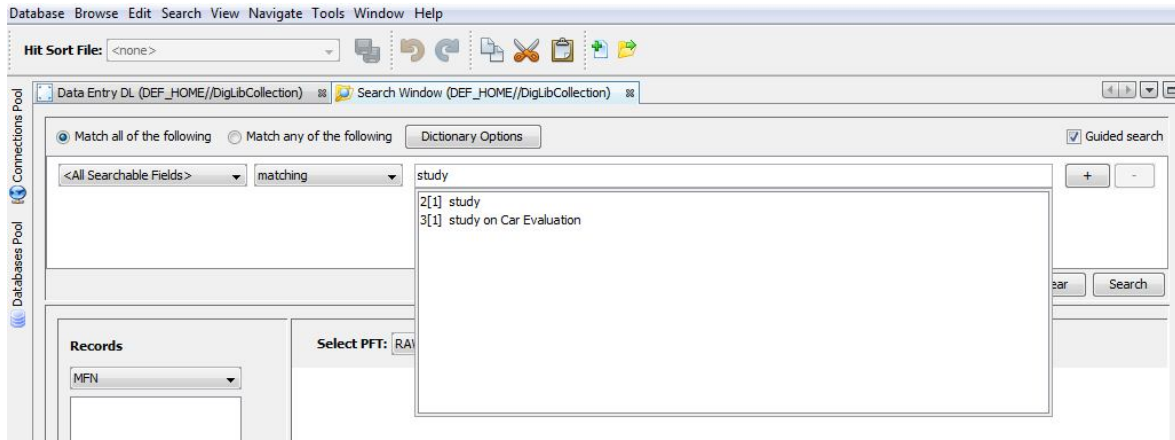 Database Browse Edit Search View Navigate Tools Window Help
Hit Sort File: <none>
Connections Pool
Databases Pool
Data Entry DL (DEF_HOME//DigLibCollection) Search Window (DEF_HOME//DigLibCollection)
Match all of the following Match any of the following Dictionary Options Guided search
<All Searchable Fields> matching study + -
2[1] study
3[1] study on Car Evaluation
Search
Records Select PFT:
MFN